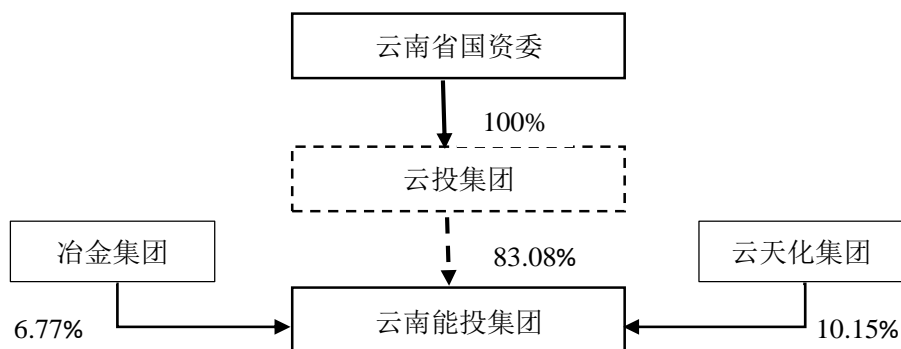 云南省国资委
100%
云投集团
冶金集团
83.08%
云天化集团
6.77%
云南能投集团
10.15%